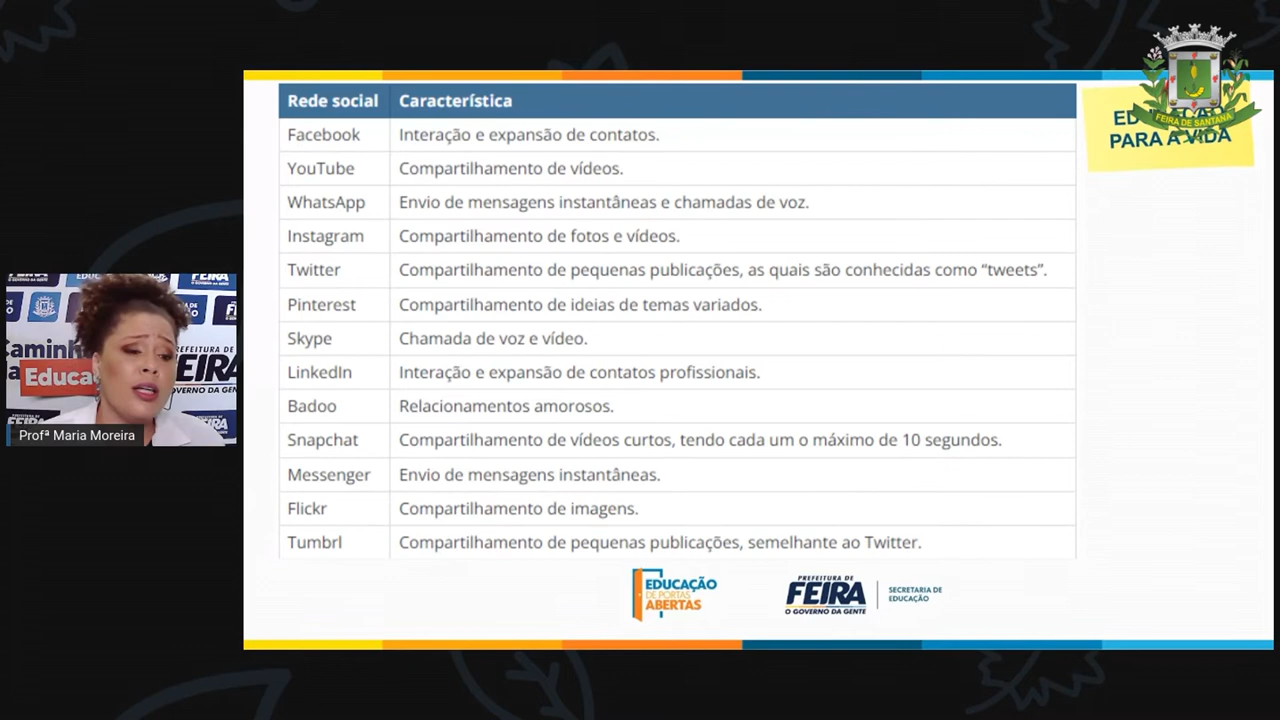 Rede social Característica
Facebook Interação e expansão de contatos.
YouTube Compartilhamento de vídeos.
WhatsApp Envio de mensagens instantâneas e chamadas de voz.
Instagram Compartilhamento de fotos e vídeos.
Twitter Compartilhamento de pequenas publicações, as quais são conhecidas como “tweets”.
Pinterest Compartilhamento de ideias de temas variados.
Skype Chamada de voz e vídeo.
LinkedIn Interação e expansão de contatos profissionais.
Badoo Relacionamentos amorosos.
Snapchat Compartilhamento de vídeos curtos, tendo cada um o máximo de 10 segundos.
Messenger Envio de mensagens instantâneas.
Flickr Compartilhamento de imagens.
Tumbrl Compartilhamento de pequenas publicações, semelhante ao Twitter.
FEIRA DE SANTANA
PARA A VIDA
EDUCAÇÃO
DE PORTAS
ABERTAS
PREFEITURA DE
FEIRA
O GOVERNO DA GENTE
SECRETARIA DE
EDUCAÇÃO
Profª Maria Moreira